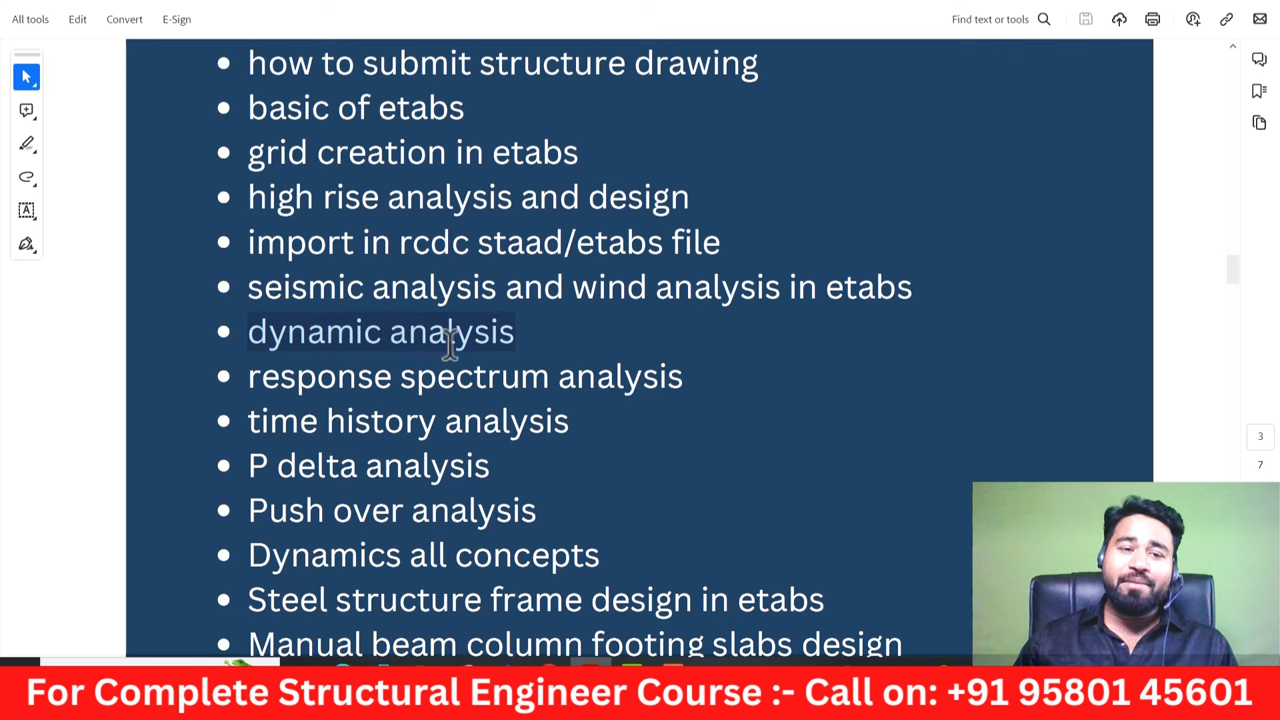 All tools Edit Convert E-Sign Find text or tools
how to submit structure drawing
basic of etabs
grid creation in etabs
high rise analysis and design
import in rcdc staad/etabs file
seismic analysis and wind analysis in etabs
dynamic analysis
response spectrum analysis
time history analysis
P delta analysis
Push over analysis
Dynamics all concepts
Steel structure frame design in etabs
Manual beam column footing slabs design
3
7
For Complete Structural Engineer Course :- Call on: +91 95801 45601